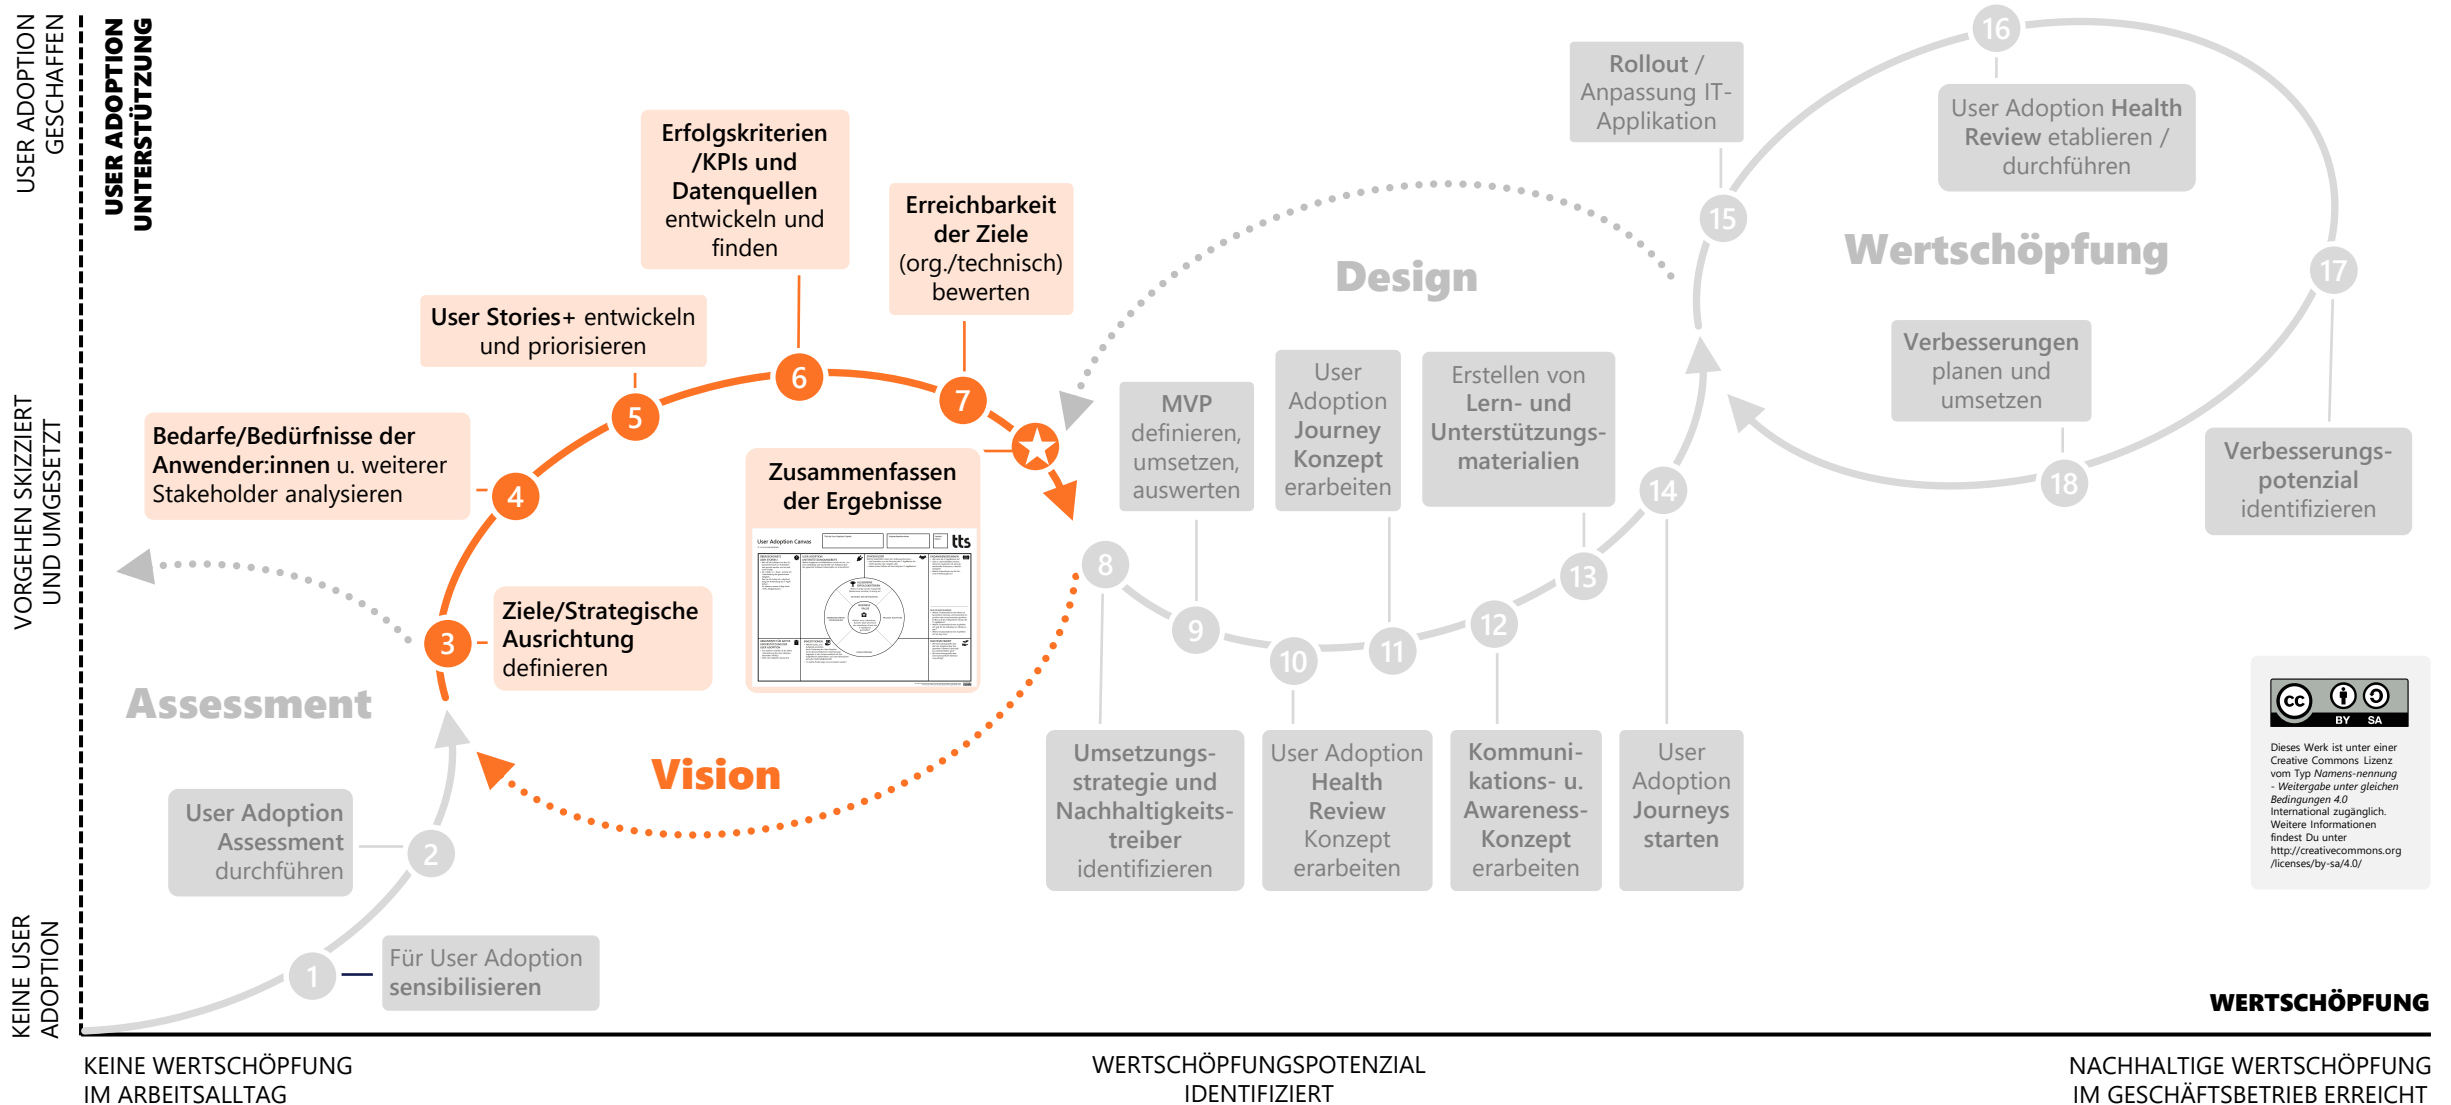 USER ADOPTION
GESCHAFFEN
USER ADOPTION
UNTERSTÜTZUNG
VORGEHEN SKIZZIERT
UND UMGESETZT
KEINE USER
ADOPTION
Für User Adoption
sensibilisieren
1
User Adoption
Assessment
durchführen
2
Assessment
3
Ziele/Strategische
Ausrichtung
definieren
Bedarfe/Bedürfnisse der
Anwender:innen u. weiterer
Stakeholder analysieren
4
User Stories+ entwickeln
und priorisieren
5
Erfolgskriterien
/KPIs und
Datenquellen
entwickeln und
finden
6
Erreichbarkeit
der Ziele
(org./technisch)
bewerten
7
Zusammenfassen
der Ergebnisse
User Adoption Canvas
tts
Vision
Design
8
Umsetzungs-
strategie und
Nachhaltigkeits-
treiber
identifizieren
MVP
definieren,
umsetzen,
auswerten
9
10
User Adoption
Health
Review
Konzept
erarbeiten
User
Adoption
Journey
Konzept
erarbeiten
11
12
Kommuni-
kations- u.
Awareness-
Konzept
erarbeiten
Erstellen von
Lern- und
Unterstützungs-
materialien
13
14
User
Adoption
Journeys
starten
Rollout /
Anpassung IT-
Applikation
15
Wertschöpfung
16
User Adoption Health
Review etablieren /
durchführen
17
Verbesserungs-
potenzial
identifizieren
Verbesserungen
planen und
umsetzen
18
cc
BY SA
Dieses Werk ist unter einer
Creative Commons Lizenz
vom Typ Namens-nennung
- Weitergabe unter gleichen
Bedingungen 4.0
International zugänglich.
Weitere Informationen
findest Du unter
http://creativecommons.org
/licenses/by-sa/4.0/
WERTSCHÖPFUNG
KEINE WERTSCHÖPFUNG
IM ARBEITSALLTAG
WERTSCHÖPFUNGSPOTENZIAL
IDENTIFIZIERT
NACHHALTIGE WERTSCHÖPFUNG
IM GESCHÄFTSBETRIEB ERREICHT